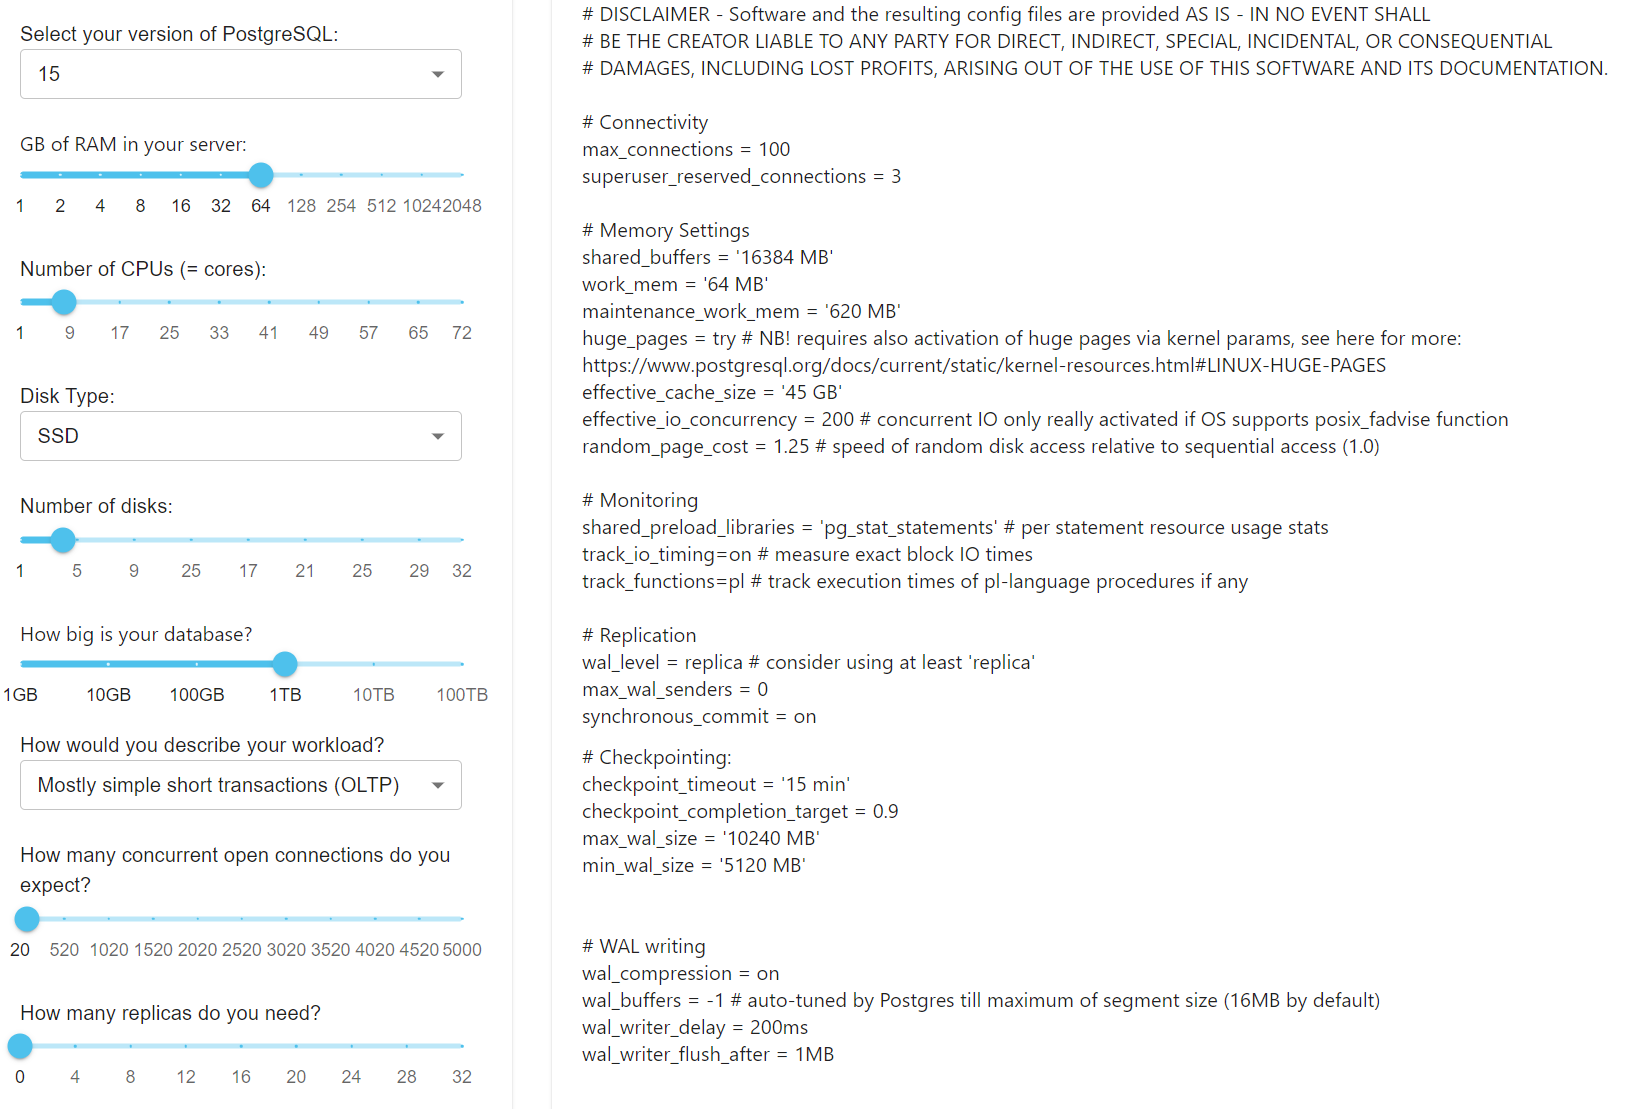 Select your version of PostgreSQL:
15
GB of RAM in your server:
1 2 4 8 16 32 64 128 254 512 1024 2048
Number of CPUs (= cores):
1 9 17 25 33 41 49 57 65 72
Disk Type:
SSD
Number of disks:
1 5 9 25 17 21 25 29 32
How big is your database?
1GB 10GB 100GB 1TB 10TB 100TB
How would you describe your workload?
Mostly simple short transactions (OLTP)
How many concurrent open connections do you
expect?
20 520 1020 1520 2020 2520 3020 3520 4020 4520 5000
How many replicas do you need?
0 4 8 12 16 20 24 28 32
# DISCLAIMER - Software and the resulting config files are provided AS IS - IN NO EVENT SHALL
# BE THE CREATOR LIABLE TO ANY PARTY FOR DIRECT, INDIRECT, SPECIAL, INCIDENTAL, OR CONSEQUENTIAL
# DAMAGES, INCLUDING LOST PROFITS, ARISING OUT OF THE USE OF THIS SOFTWARE AND ITS DOCUMENTATION.
# Connectivity
max_connections = 100
superuser_reserved_connections = 3
# Memory Settings
shared_buffers = '16384 MB'
work_mem = '64 MB'
maintenance_work_mem = '620 MB'
huge_pages = try # NB! requires also activation of huge pages via kernel params, see here for more:
https://www.postgresql.org/docs/current/static/kernel-resources.html#LINUX-HUGE-PAGES
effective_cache_size = '45 GB'
effective_io_concurrency = 200 # concurrent IO only really activated if OS supports posix_fadvise function
random_page_cost = 1.25 # speed of random disk access relative to sequential access (1.0)
# Monitoring
shared_preload_libraries = 'pg_stat_statements' # per statement resource usage stats
track_io_timing=on # measure exact block IO times
track_functions=pl # track execution times of pl-language procedures if any
# Replication
wal_level = replica # consider using at least 'replica'
max_wal_senders = 0
synchronous_commit = on
# Checkpointing:
checkpoint_timeout = '15 min'
checkpoint_completion_target = 0.9
max_wal_size = '10240 MB'
min_wal_size = '5120 MB'
# WAL writing
wal_compression = on
wal_buffers = -1 # auto-tuned by Postgres till maximum of segment size (16MB by default)
wal_writer_delay = 200ms
wal_writer_flush_after = 1MB